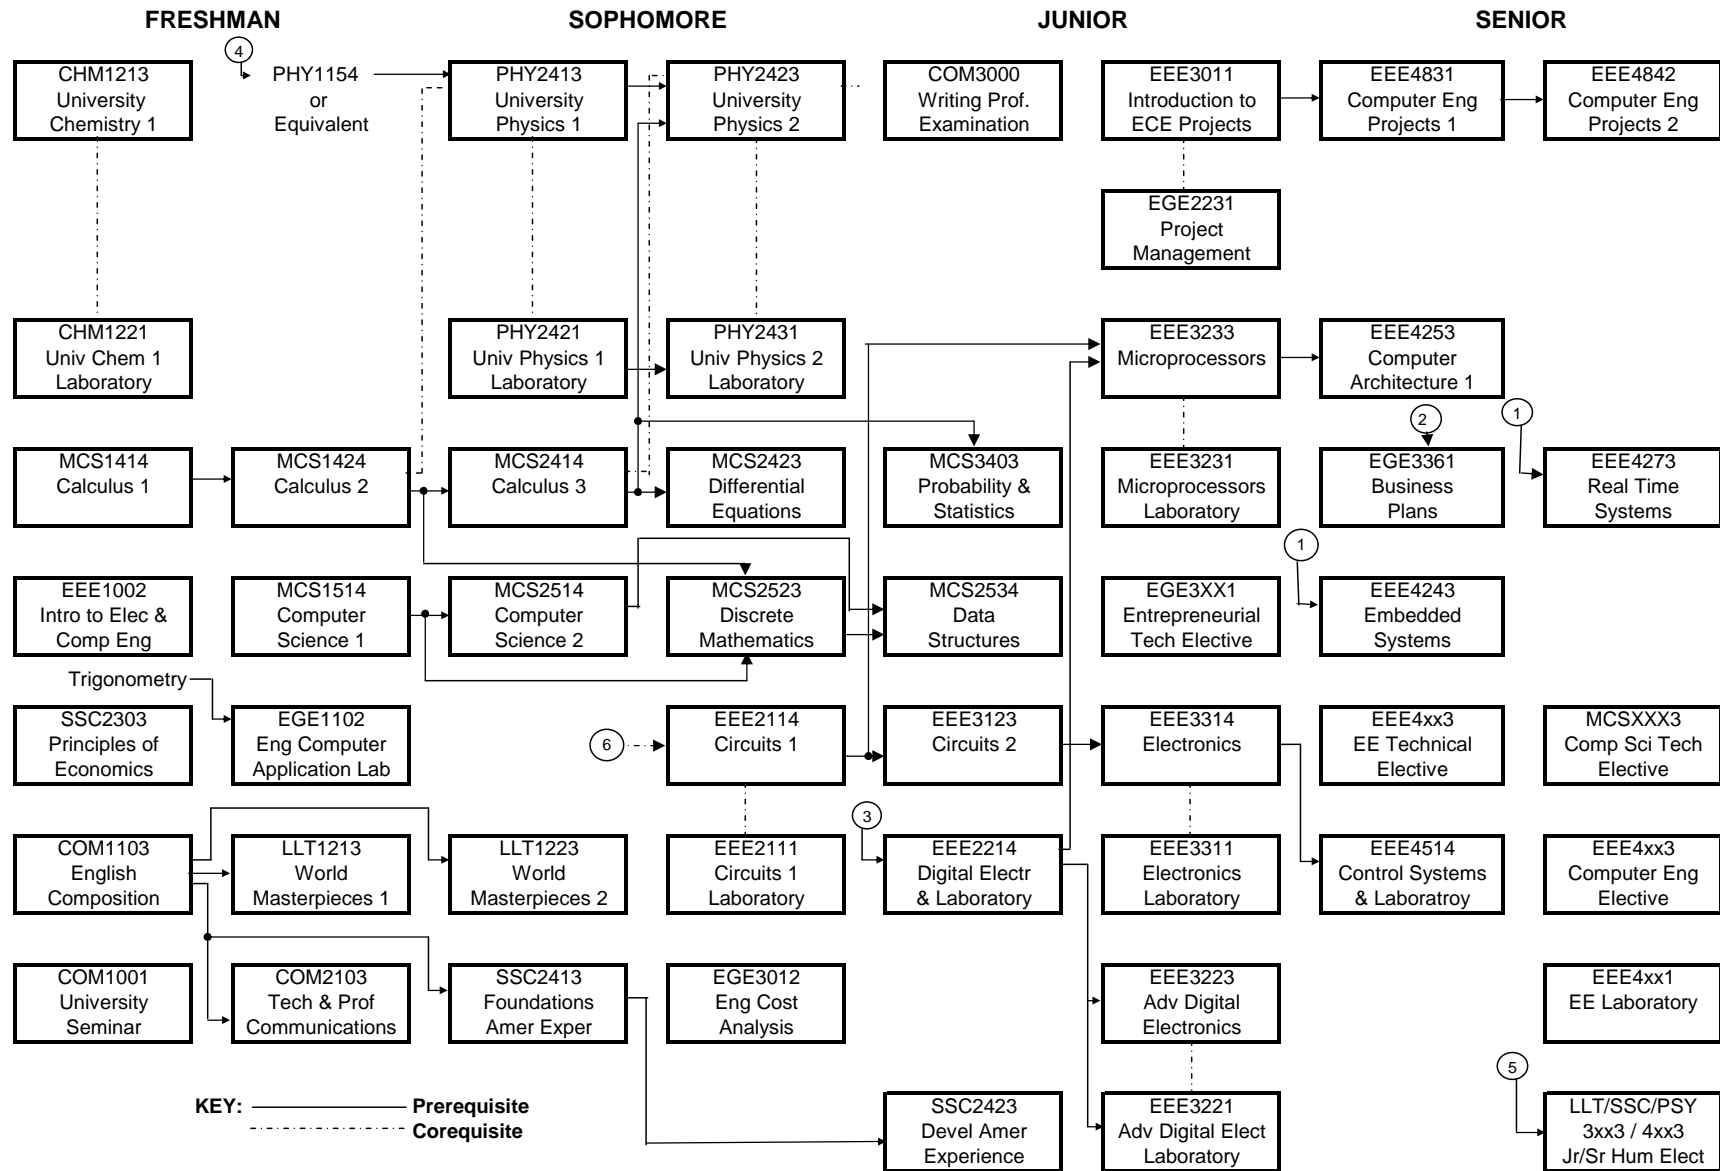 FRESHMAN SOPHOMORE JUNIOR SENIOR
4
CHM1213
University
Chemistry 1
PHY1154
or
Equivalent
PHY2413
University
Physics 1
PHY2423
University
Physics 2
COM3000
Writing Prof.
Examination
EEE3011
Introduction to
ECE Projects
EEE4831
Computer Eng
Projects 1
EEE4842
Computer Eng
Projects 2
EGE2231
Project
Management
CHM1221
Univ Chem 1
Laboratory
PHY2421
Univ Physics 1
Laboratory
PHY2431
Univ Physics 2
Laboratory
EEE3233
Microprocessors
EEE4253
Computer
Architecture 1
2
1
MCS1414
Calculus 1
MCS1424
Calculus 2
MCS2414
Calculus 3
MCS2423
Differential
Equations
MCS3403
Probability &
Statistics
EEE3231
Microprocessors
Laboratory
EGE3361
Business
Plans
EEE4273
Real Time
Systems
1
EEE1002
Intro to Elec &
Comp Eng
MCS1514
Computer
Science 1
MCS2514
Computer
Science 2
MCS2523
Discrete
Mathematics
MCS2534
Data
Structures
EGE3XX1
Entrepreneurial
Tech Elective
EEE4243
Embedded
Systems
Trigonometry
SSC2303
Principles of
Economics
EGE1102
Eng Computer
Application Lab
6
EEE2114
Circuits 1
EEE3123
Circuits 2
EEE3314
Electronics
EEE4xx3
EE Technical
Elective
MCSXXX3
Comp Sci Tech
Elective
3
COM1103
English
Composition
LLT1213
World
Masterpieces 1
LLT1223
World
Masterpieces 2
EEE2111
Circuits 1
Laboratory
EEE2214
Digital Electr
& Laboratory
EEE3311
Electronics
Laboratory
EEE4514
Control Systems
& Laboratroy
EEE4xx3
Computer Eng
Elective
COM1001
University
Seminar
COM2103
Tech & Prof
Communications
SSC2413
Foundations
Amer Exper
EGE3012
Eng Cost
Analysis
EEE3223
Adv Digital
Electronics
EEE4xx1
EE Laboratory
5
KEY: Prerequisite
Corequisite
SSC2423
Devel Amer
Experience
EEE3221
Adv Digital Elect
Laboratory
LLT/SSC/PSY
3xx3 / 4xx3
Jr/Sr Hum Elect